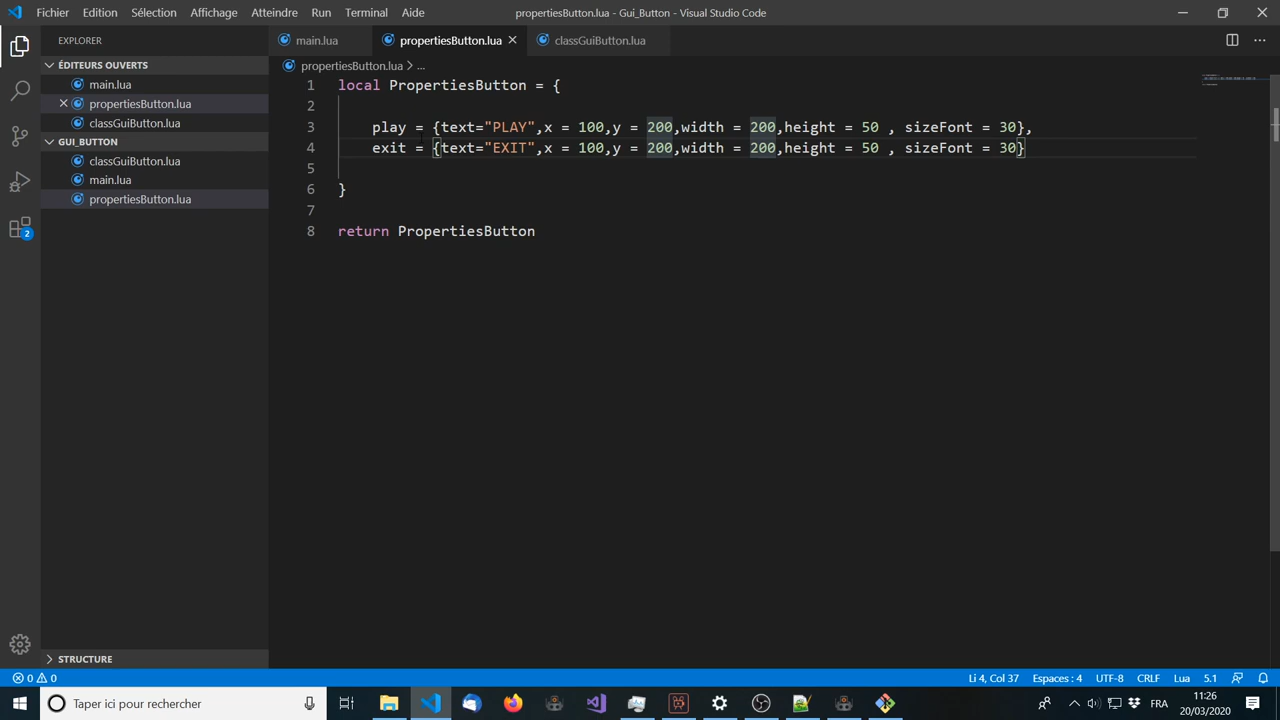 Fichier Edition Sélection Affichage Atteindre Run Terminal Aide
propertiesButton.lua - Gui_Button - Visual Studio Code
EXPLORER
ÉDITEURS OUVERTS
main.lua
propertiesButton.lua
classGuiButton.lua
GUI_BUTTON
classGuiButton.lua
main.lua
propertiesButton.lua
STRUCTURE
2
main.lua propertiesButton.lua classGuiButton.lua
propertiesButton.lua > ...
1 local PropertiesButton = {
2
3 play = {text="PLAY",x = 100,y = 200,width = 200,height = 50 , sizeFont = 30},
4 exit = {text="EXIT",x = 100,y = 200,width = 200,height = 50 , sizeFont = 30}
5
6 }
7
8 return PropertiesButton
0 0 Li 4, Col 37 Espaces : 4 UTF-8 CRLF Lua 5.1
Taper ici pour rechercher
FRA
11:26
20/03/2020